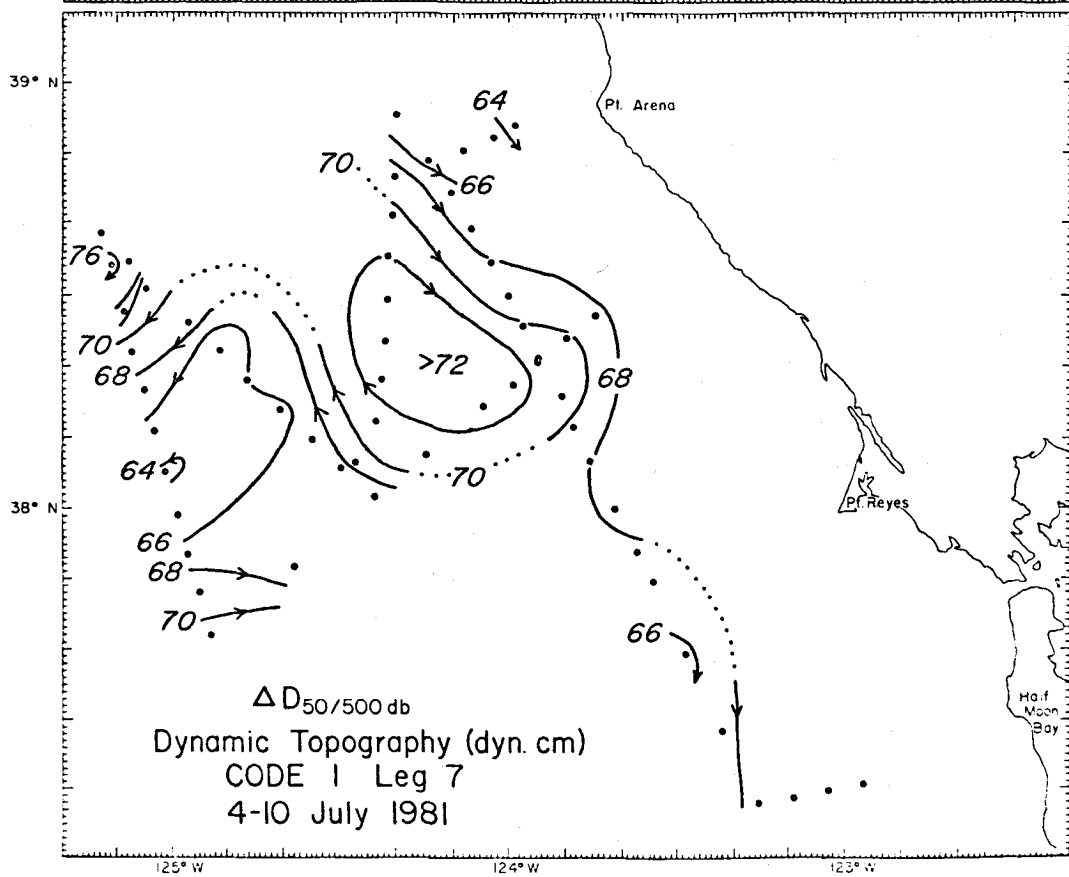 39° N
64
Pt. Arena
70
66
76
70
68
>72
68
64
70
38° N
Pt. Reyes
66
68
70
66
Half
Moon
Bay
ΔD50/500 db
Dynamic Topography (dyn. cm)
CODE 1 Leg 7
4-10 July 1981
125° W
124° W
123° W